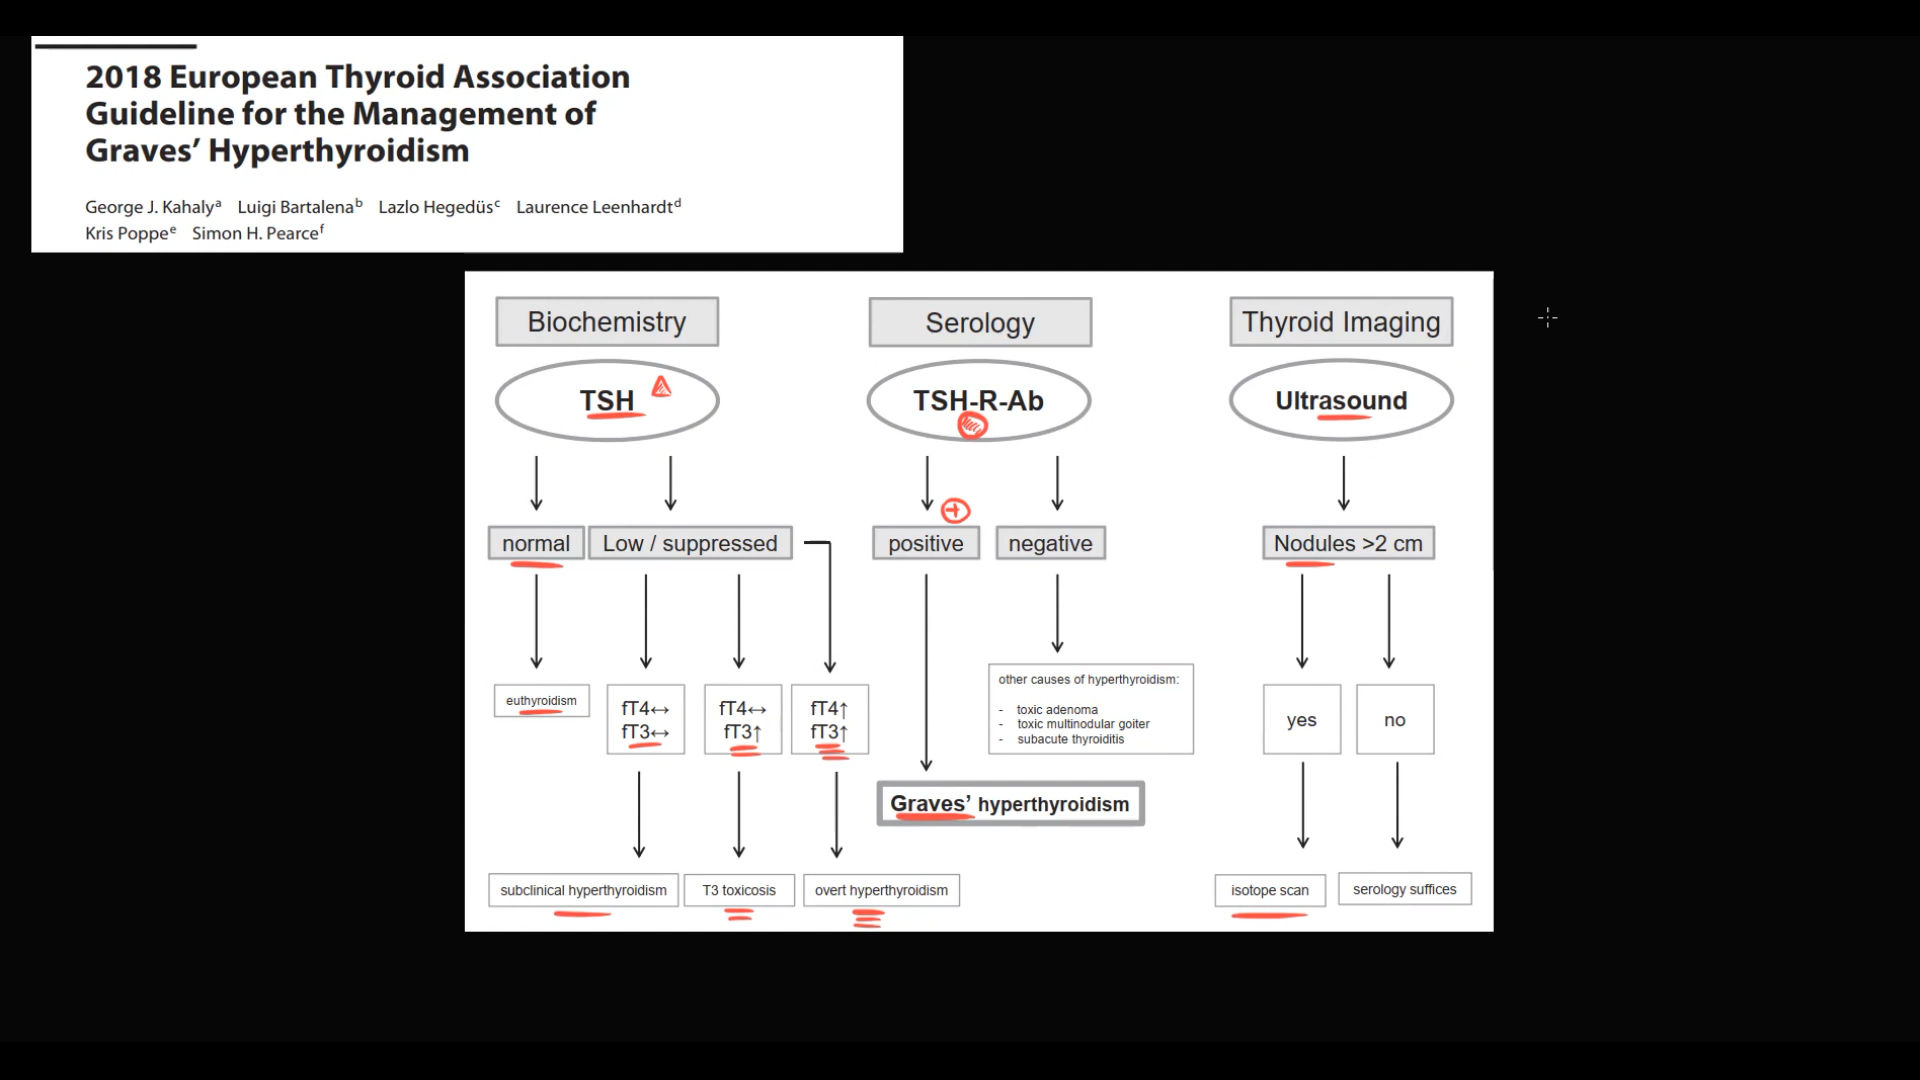 2018 European Thyroid Association
Guideline for the Management of
Graves’ Hyperthyroidism
George J. Kahalyᵃ Luigi Bartalenaᵇ Lazlo Hegedüsᶜ Laurence Leenhardtᵈ
Kris Poppeᵉ Simon H. Pearceᶠ
Biochemistry
TSH
normal
Low / suppressed
euthyroidism
fT4↔
fT3↔
fT4↔
fT3↑
fT4↑
fT3↑
subclinical hyperthyroidism
T3 toxicosis
overt hyperthyroidism
Serology
TSH-R-Ab
+
positive
negative
other causes of hyperthyroidism:
- toxic adenoma
- toxic multinodular goiter
- subacute thyroiditis
Graves’ hyperthyroidism
Thyroid Imaging
Ultrasound
Nodules >2 cm
yes
no
isotope scan
serology suffices